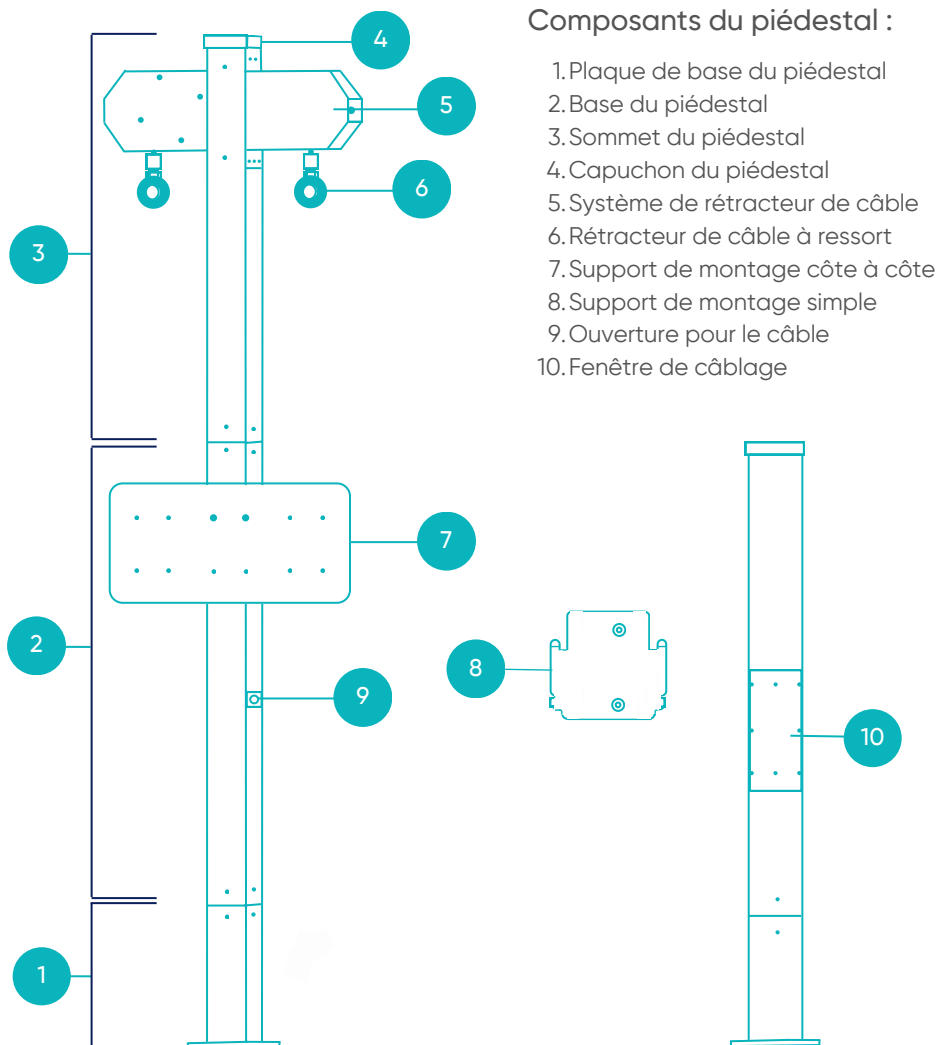 Composants du piédestal :
1. Plaque de base du piédestal
2. Base du piédestal
3. Sommet du piédestal
4. Capuchon du piédestal
5. Système de rétracteur de câble
6. Rétracteur de câble à ressort
7. Support de montage côte à côte
8. Support de montage simple
9. Ouverture pour le câble
10. Fenêtre de câblage
4
5
6
3
7
2
8
9
10
1